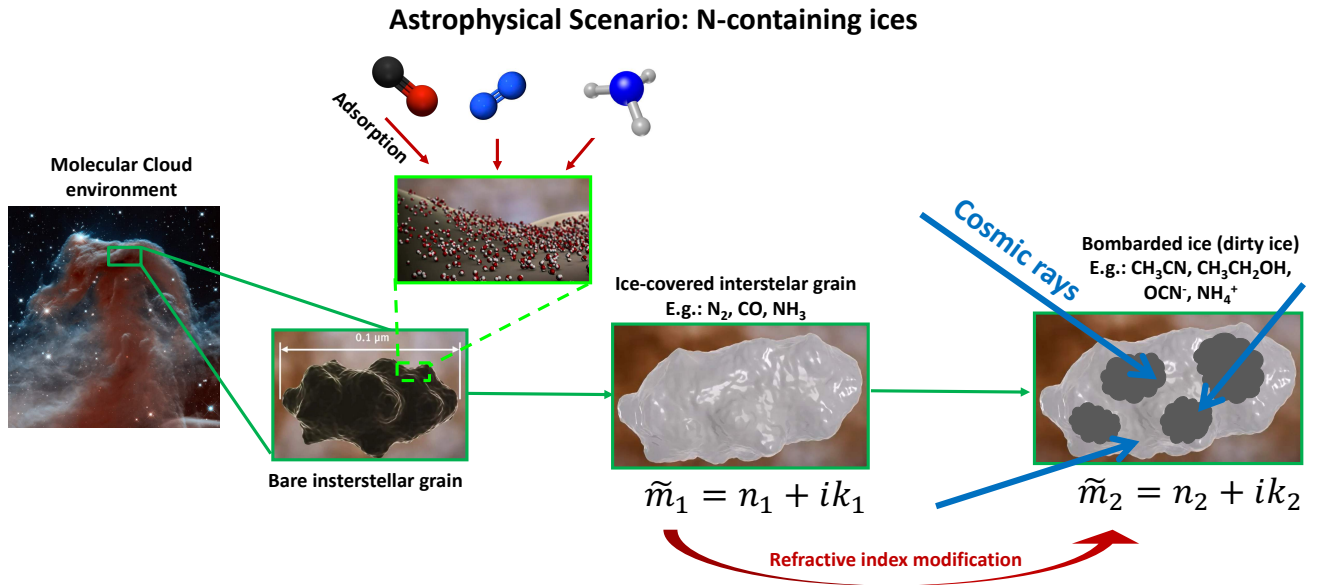 Astrophysical Scenario: N-containing ices
Adsorption
Molecular Cloud
environment
0.1 μm
Bare insterstellar grain
Ice-covered interstelar grain
E.g.: N₂, CO, NH₃
m̃₁ = n₁ + ik₁
Cosmic rays
Bombarded ice (dirty ice)
E.g.: CH₃CN, CH₃CH₂OH,
OCN⁻, NH₄⁺
m̃₂ = n₂ + ik₂
Refractive index modification